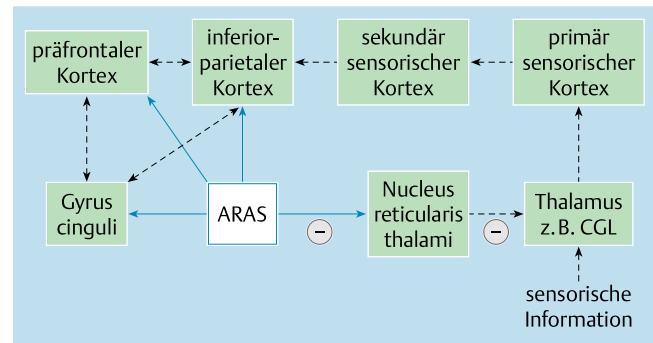 präfrontaler
Kortex
inferior-
parietaler
Kortex
sekundär
sensorischer
Kortex
primär
sensorischer
Kortex
Gyrus
cinguli
ARAS
−
Nucleus
reticularis
thalami
−
Thalamus
z. B. CGL
sensorische
Information